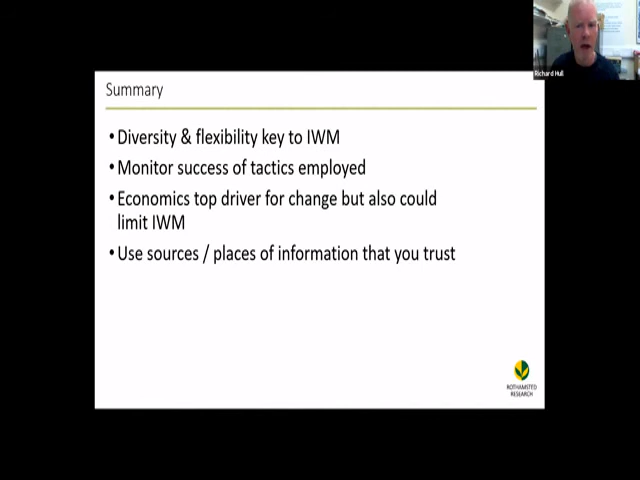 Richard Hull
Summary
•Diversity & flexibility key to IWM
•Monitor success of tactics employed
•Economics top driver for change but also could
limit IWM
•Use sources / places of information that you trust
ROTHAMSTED
RESEARCH